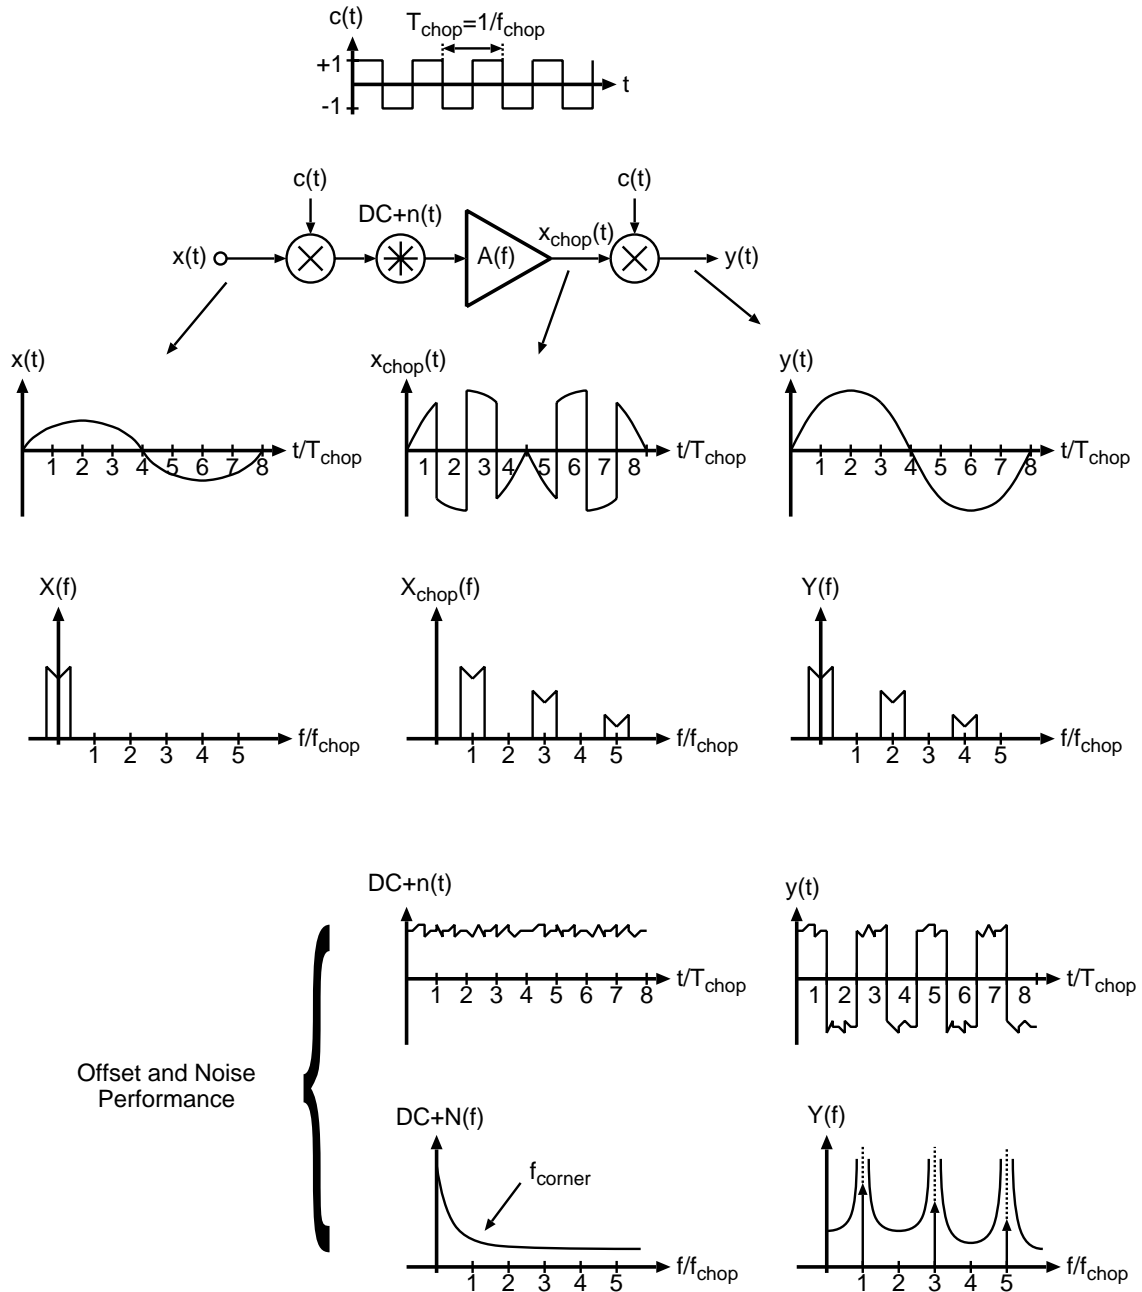 c(t)
T_chop=1/f_chop
+1
-1
t
c(t)
c(t)
DC+n(t)
x_chop(t)
x(t)
A(f)
y(t)
x(t)
x_chop(t)
y(t)
1 2 3 4 5 6 7 8 t/T_chop
1 2 3 4 5 6 7 8 t/T_chop
1 2 3 4 5 6 7 8 t/T_chop
X(f)
X_chop(f)
Y(f)
1 2 3 4 5 f/f_chop
1 2 3 4 5 f/f_chop
1 2 3 4 5 f/f_chop
DC+n(t)
y(t)
1 2 3 4 5 6 7 8 t/T_chop
1 2 3 4 5 6 7 8 t/T_chop
Offset and Noise
Performance
DC+N(f)
Y(f)
f_corner
1 2 3 4 5 f/f_chop
1 2 3 4 5 f/f_chop